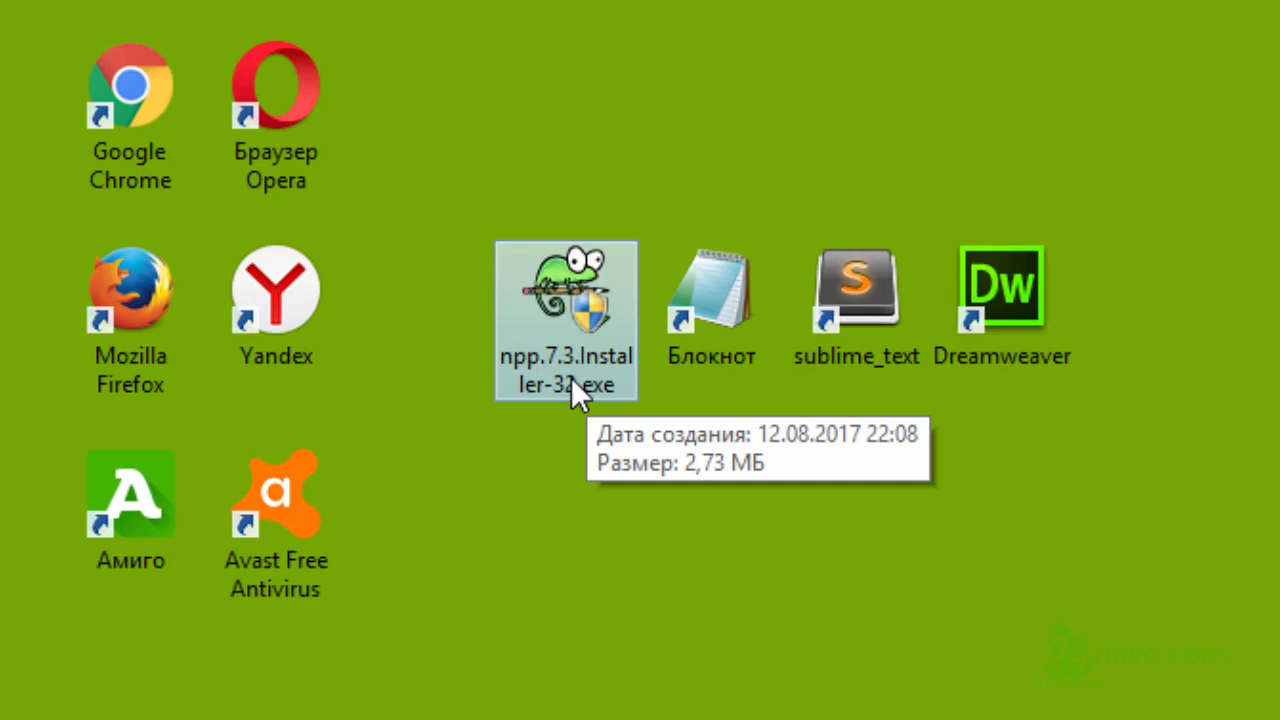 Google
Chrome
Браузер
Opera
Mozilla
Firefox
Yandex
npp.7.3.Instal
ler-32.exe
Блокнот
S
sublime_text
Dw
Dreamweaver
Дата создания: 12.08.2017 22:08
Размер: 2,73 МБ
Амиго
Avast Free
Antivirus